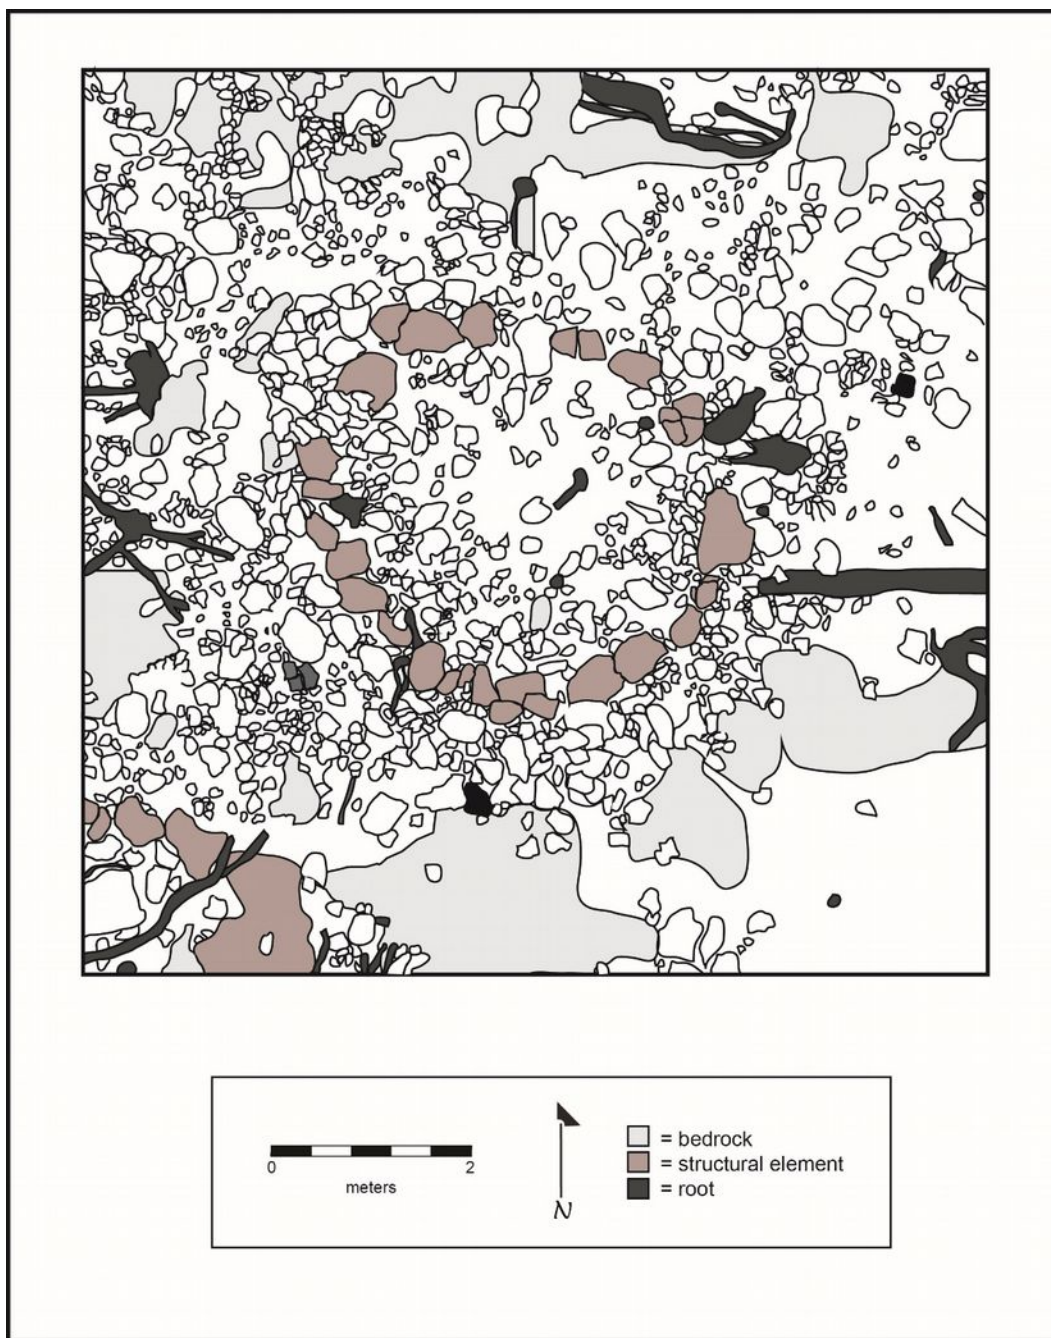 0 2
meters
N
= bedrock
= structural element
= root